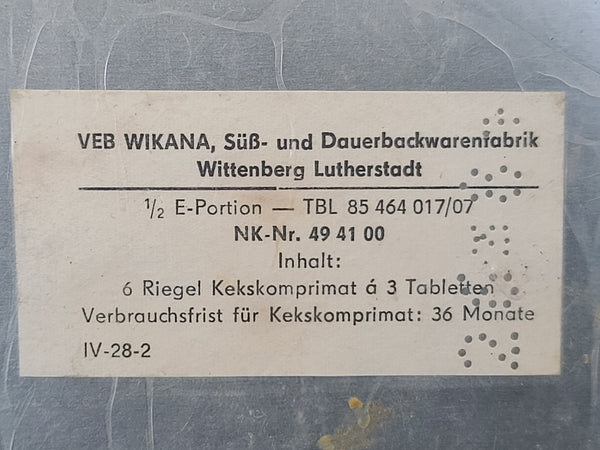 VEB WIKANA, Süß- und Dauerbackwarenfabrik
Wittenberg Lutherstadt
1/2 E-Portion — TBL 85 464 017/07
NK-Nr. 49 41 00
Inhalt:
6 Riegel Kekskomprimat á 3 Tabletten
Verbrauchsfrist für Kekskomprimat: 36 Monate
IV-28-2